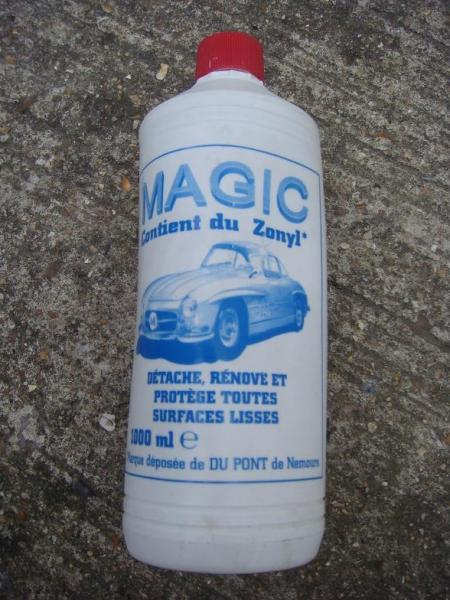 MAGIC
Contient du Zonyl*
DÉTACHE, RÉNOVE ET
PROTÈGE TOUTES
SURFACES LISSES
1000 ml ℮
Marque déposée de DU PONT de Nemours